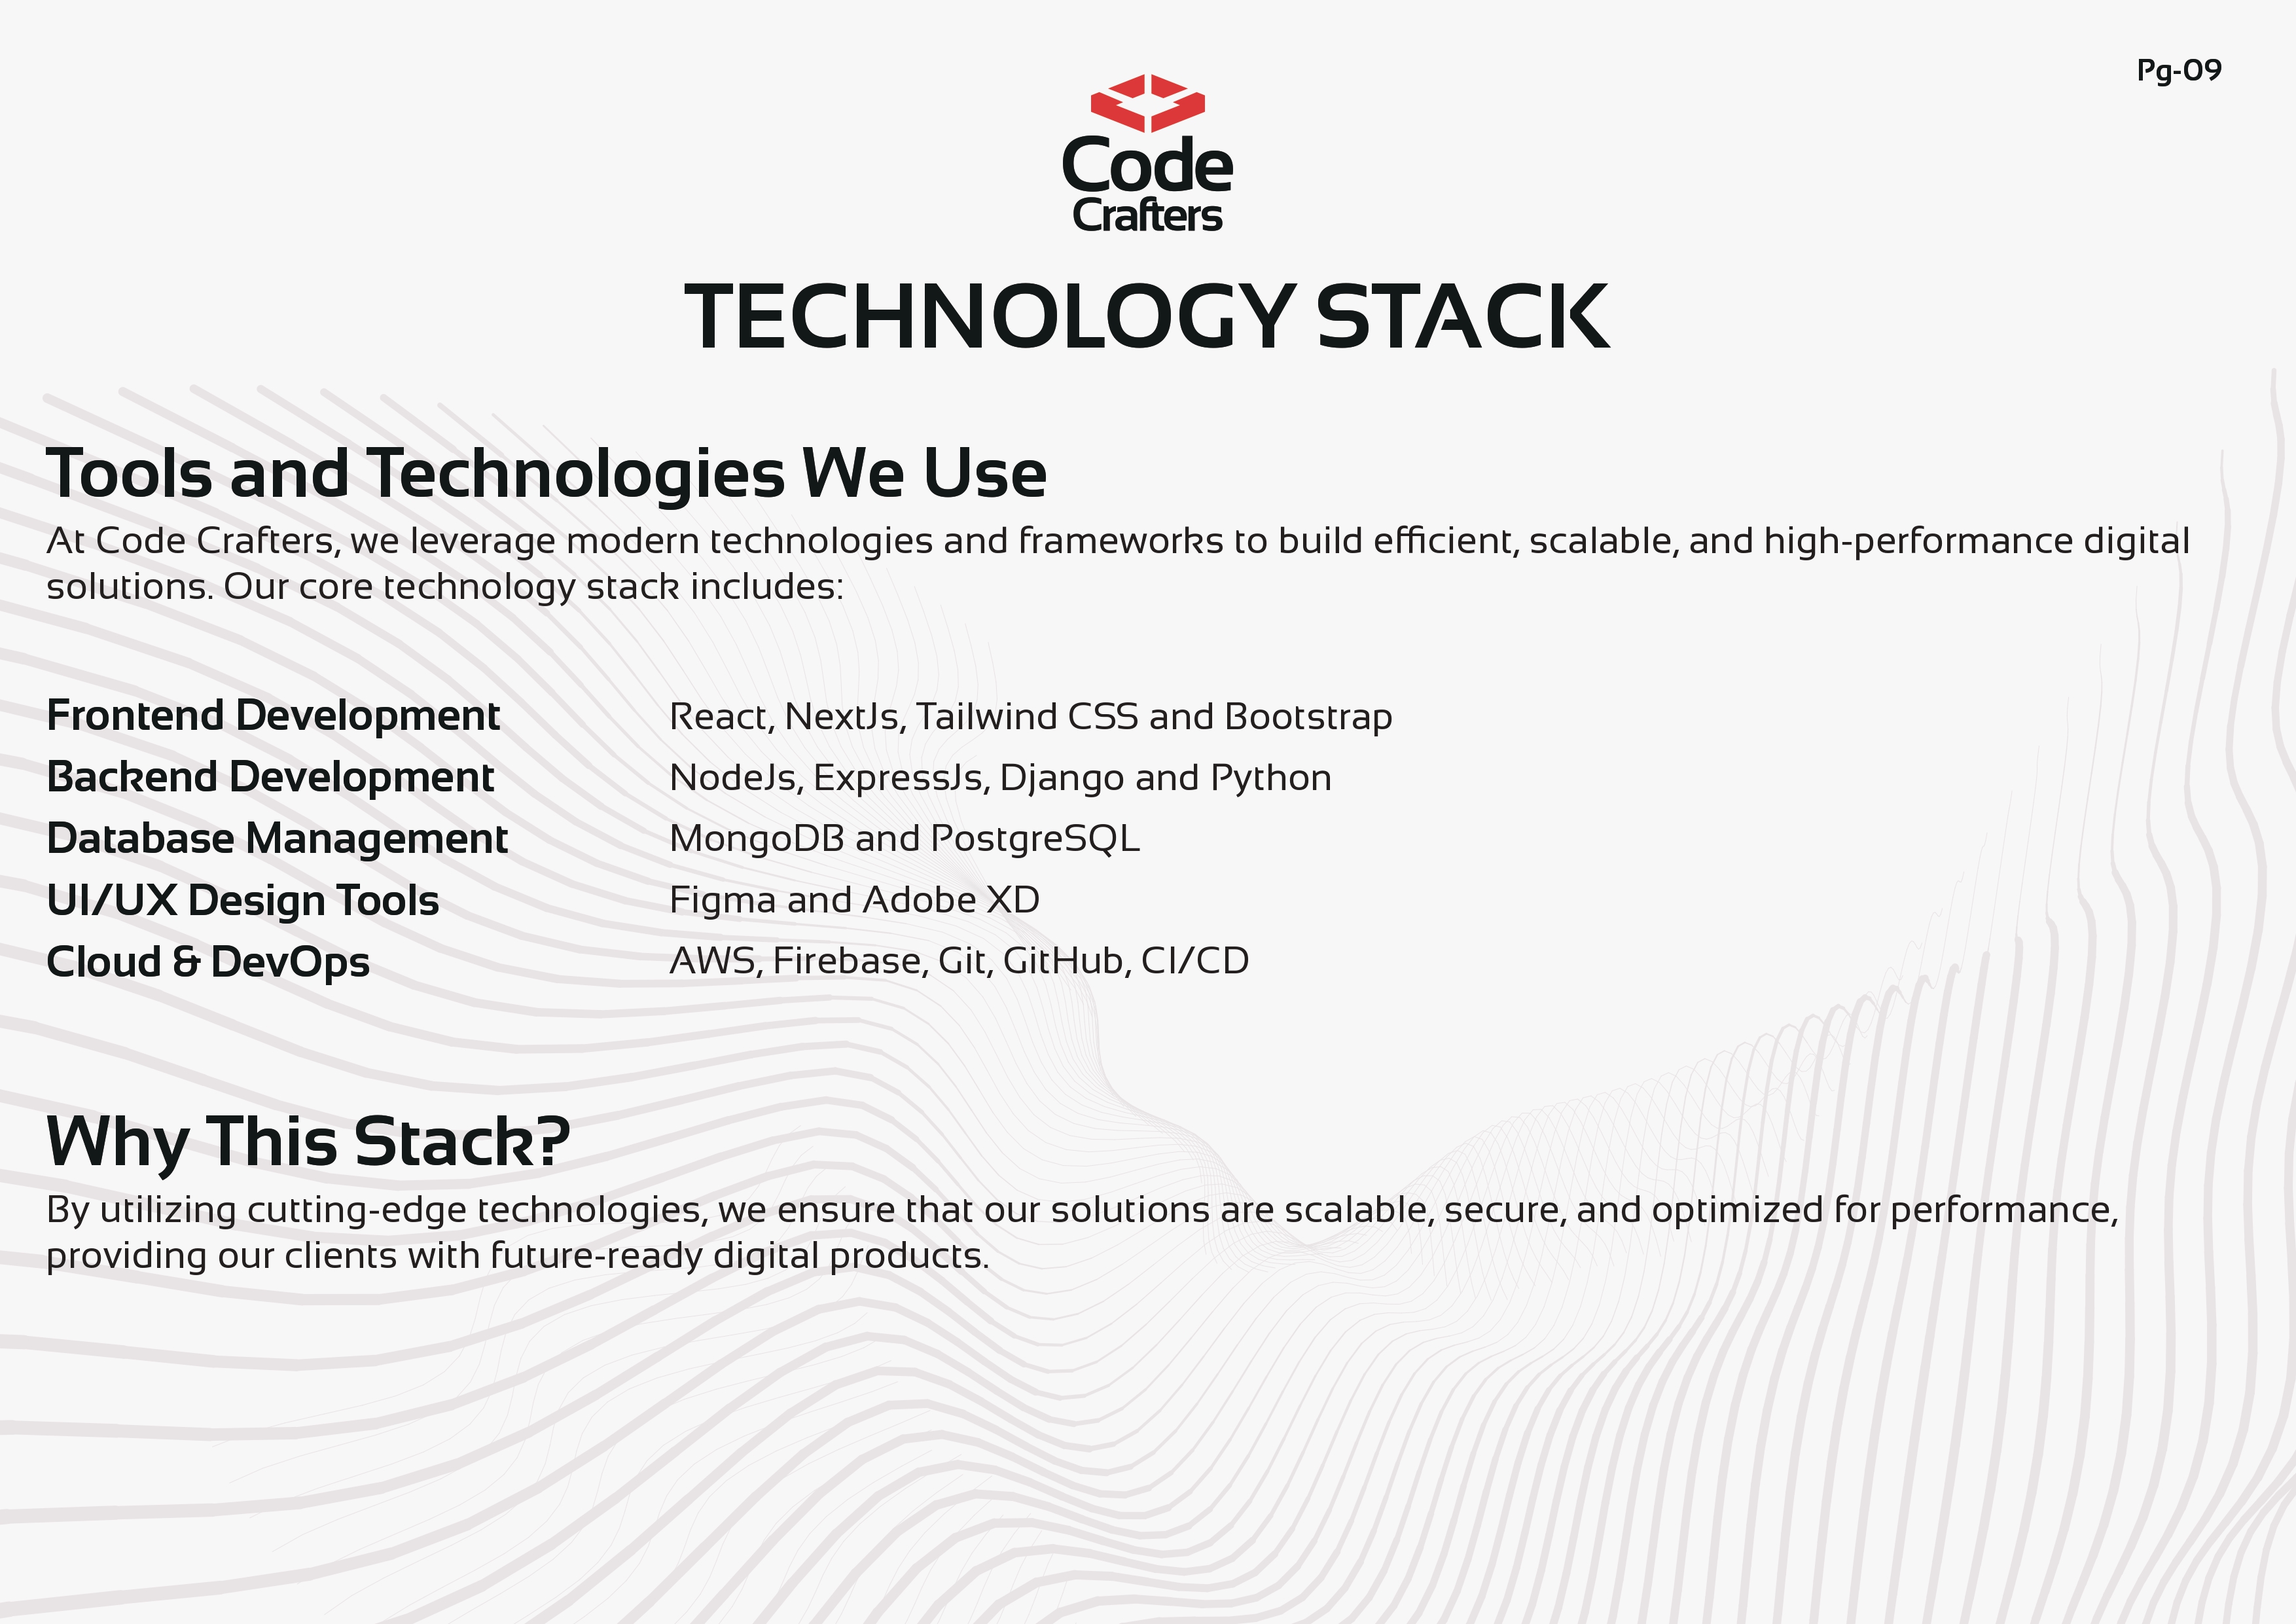 Pg-09
Code
Crafters
TECHNOLOGY STACK
Tools and Technologies We Use
At Code Crafters, we leverage modern technologies and frameworks to build efficient, scalable, and high-performance digital
solutions. Our core technology stack includes:
Frontend Development React, NextJs, Tailwind CSS and Bootstrap
Backend Development NodeJs, ExpressJs, Django and Python
Database Management MongoDB and PostgreSQL
UI/UX Design Tools Figma and Adobe XD
Cloud & DevOps AWS, Firebase, Git, GitHub, CI/CD
Why This Stack?
By utilizing cutting-edge technologies, we ensure that our solutions are scalable, secure, and optimized for performance,
providing our clients with future-ready digital products.